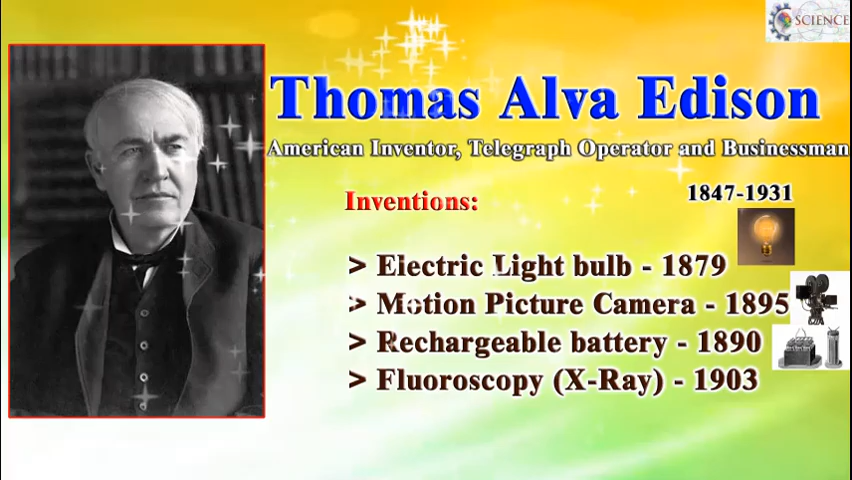 SCIENCE
Thomas Alva Edison
American Inventor, Telegraph Operator and Businessman
1847-1931
Inventions:
> Electric Light bulb - 1879
> Motion Picture Camera - 1895
> Rechargeable battery - 1890
> Fluoroscopy (X-Ray) - 1903